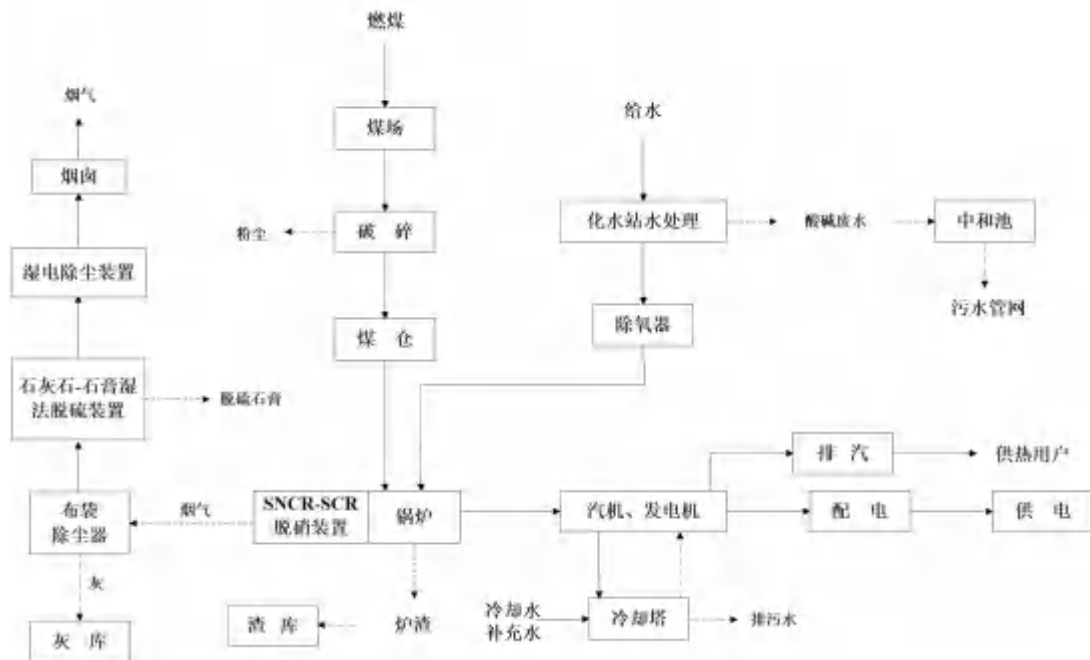 燃煤
烟气
煤场
给水
烟囱
粉尘
破 碎
化水站水处理
酸碱废水
中和池
湿电除尘装置
煤 仓
除氧器
污水管网
石灰石-石膏湿
法脱硫装置
脱硫石膏
排 汽
供热用户
布袋
除尘器
烟气
SNCR-SCR
脱硝装置
锅炉
汽机、发电机
配 电
供 电
灰
灰 库
渣 库
炉渣
冷却水
补充水
冷却塔
排污水